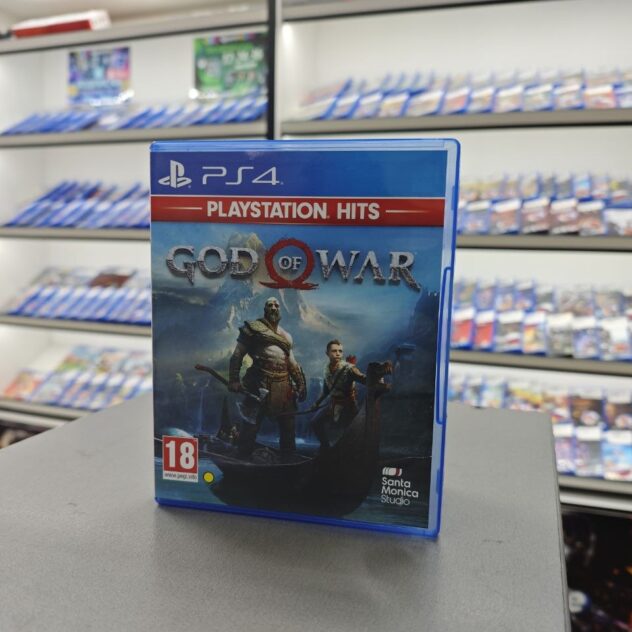 PS4
PLAYSTATION HITS
GOD OF WAR
18
www.pegi.info
Santa
Monica
Studio